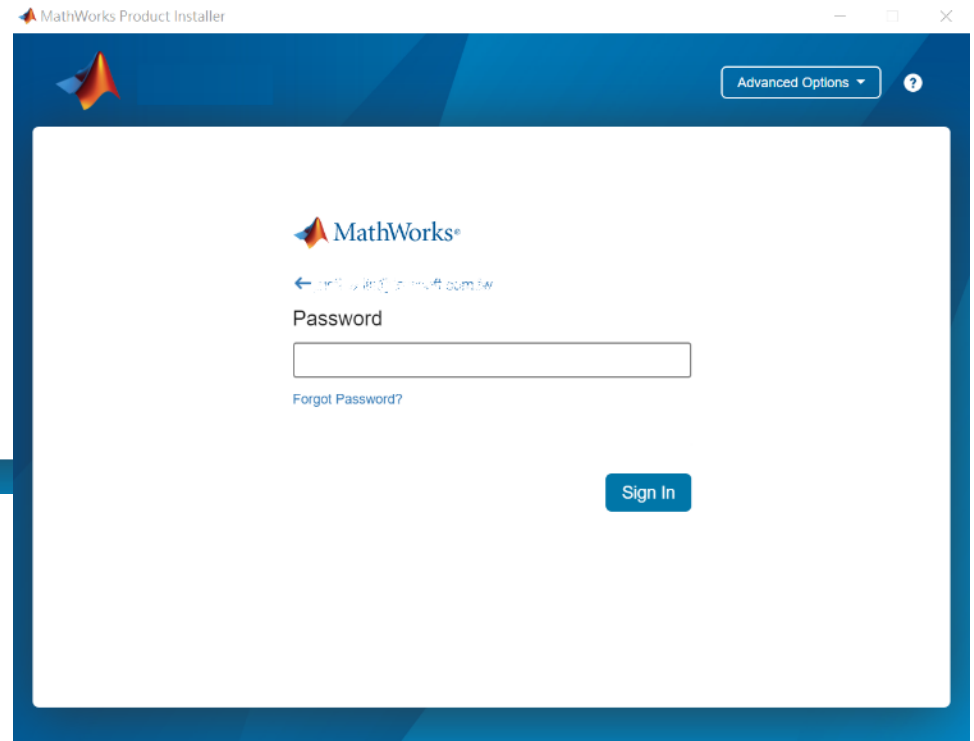 MathWorks Product Installer
Advanced Options
?
MathWorks®
Password
Forgot Password?
Sign In